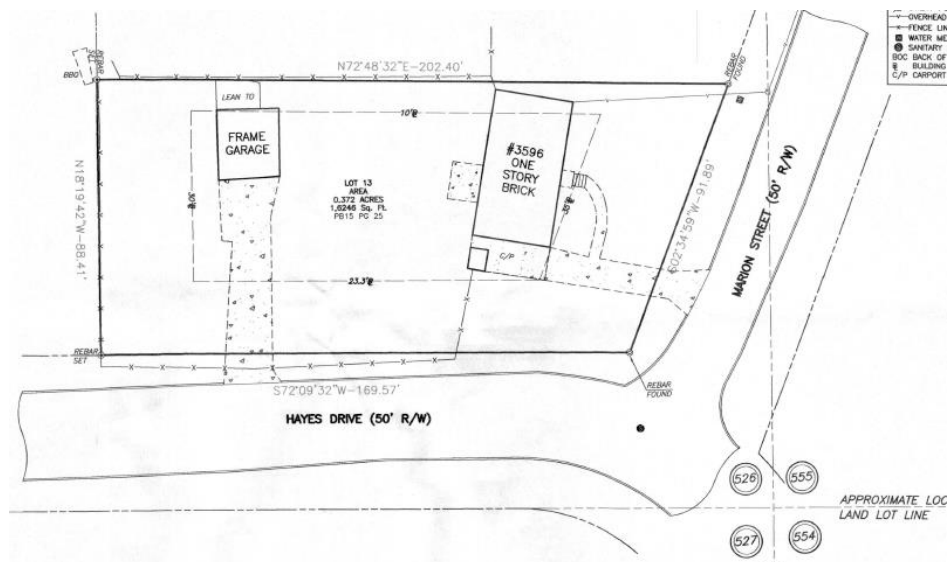 OVERHEAD
FENCE LIN
WATER ME
SANITARY
BOC BACK OF
BUILDING
C/P CARPORT
N72°48'32"E-202.40'
REBAR
SET
BBG
REBAR
FOUND
LEAN TO
FRAME
GARAGE
10'
#3596
ONE
STORY
BRICK
LOT 13
AREA
0.372 ACRES
1,6246 Sq. Ft.
PB15 PG 25
N18°19'42"W-88.41'
30'
35'
S02°34'59"W-91.89'
MARION STREET (50' R/W)
C/P
23.3'
REBAR
SET
S72°09'32"W-169.57'
REBAR
FOUND
HAYES DRIVE (50' R/W)
526
555
APPROXIMATE LOC
LAND LOT LINE
527
554